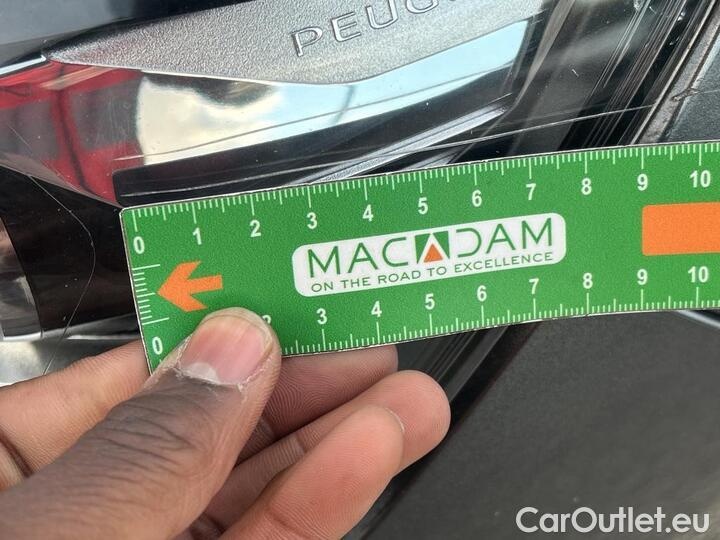 PEUG
0 1 2 3 4 5 6 7 8 9 10
MACADAM
ON THE ROAD TO EXCELLENCE
0 2 3 4 5 6 7 8 9 10
CarOutlet.eu